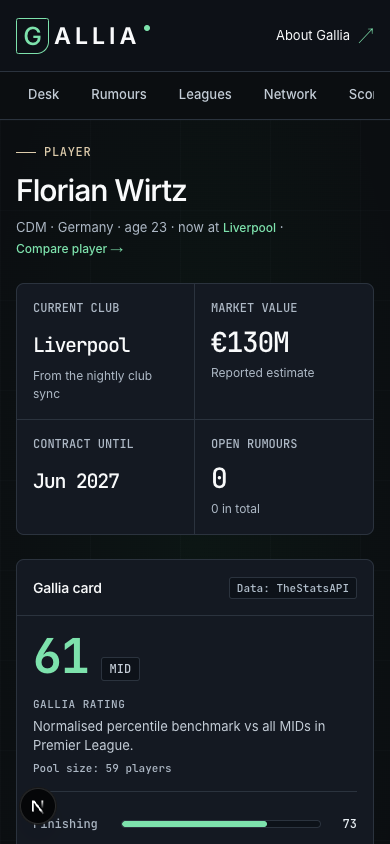 GALLIA
About Gallia ↗
Desk Rumours Leagues Network
PLAYER
Florian Wirtz
CDM · Germany · age 23 · now at Liverpool ·
Compare player →
CURRENT CLUB
Liverpool
From the nightly club
sync
MARKET VALUE
€130M
Reported estimate
CONTRACT UNTIL
Jun 2027
OPEN RUMOURS
0
0 in total
Gallia card
Data: TheStatsAPI
61 MID
GALLIA RATING
Normalised percentile benchmark vs all MIDs in
Premier League.
Pool size: 59 players
N
Finishing 73